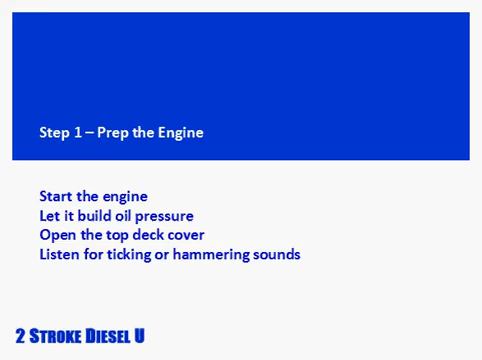 Step 1 – Prep the Engine
Start the engine
Let it build oil pressure
Open the top deck cover
Listen for ticking or hammering sounds
2 Stroke Diesel U